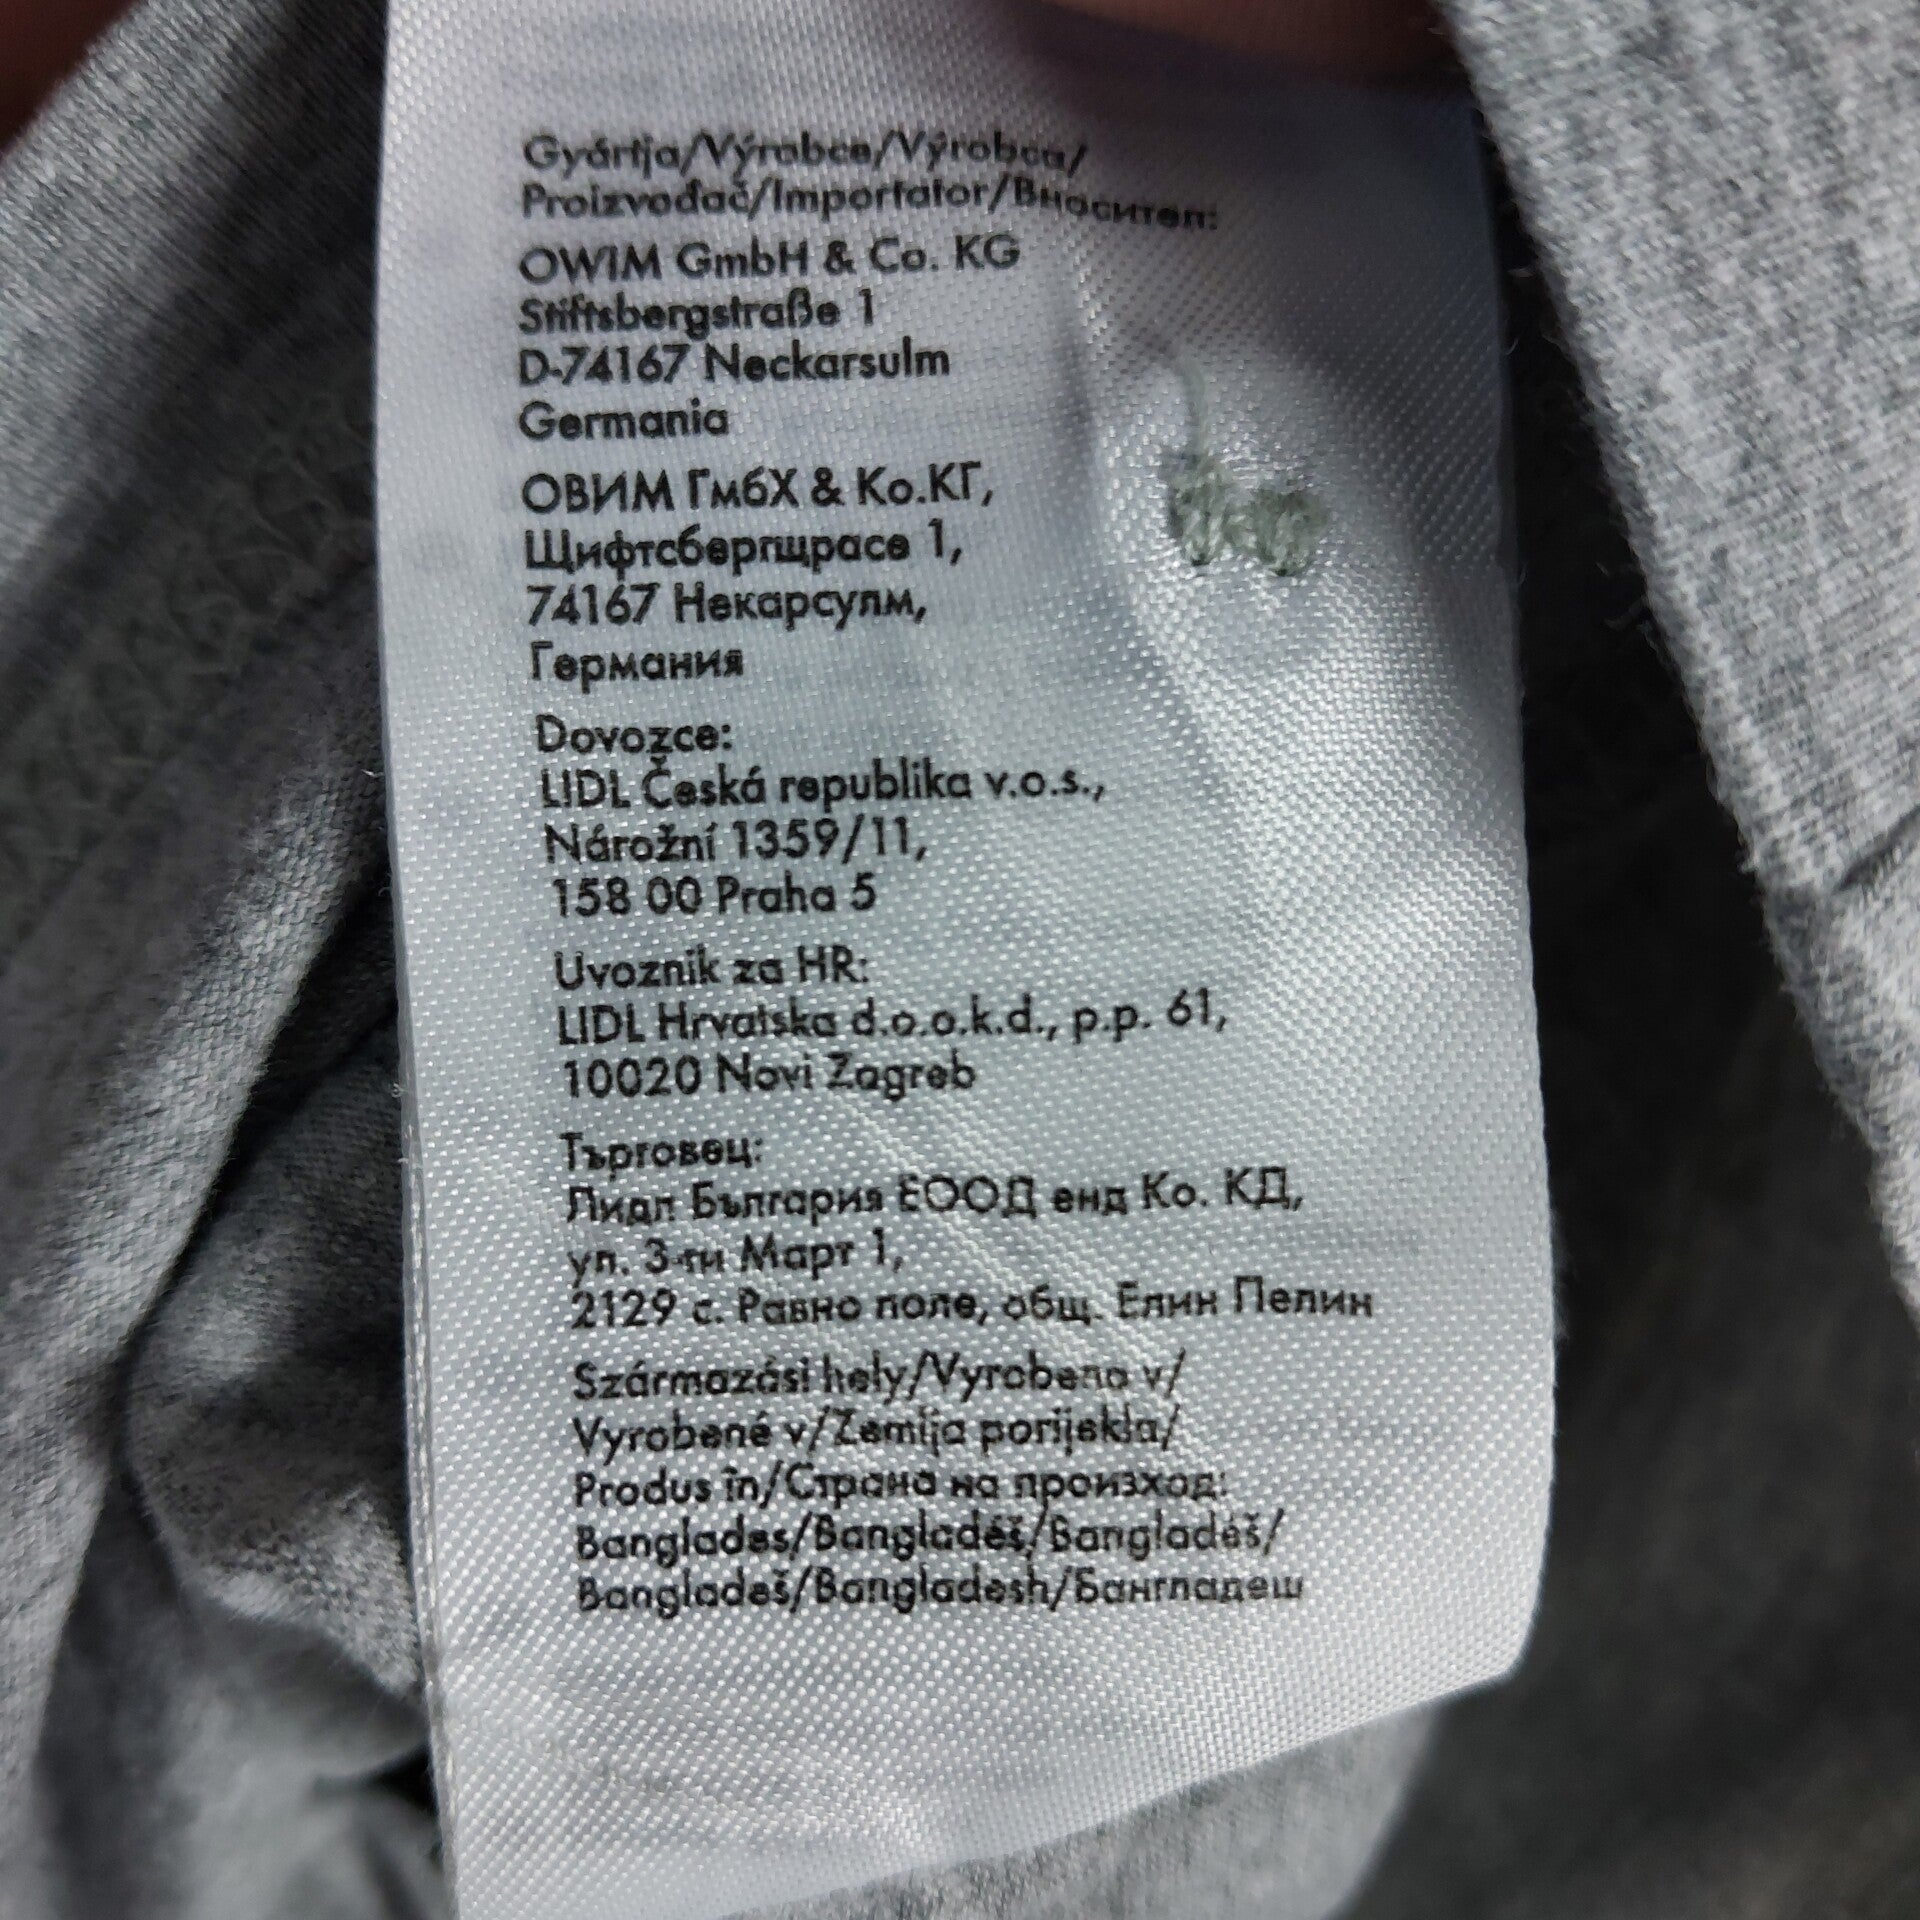 Gyártja/Výrobce/Výrobca/
Proizvođač/Importator/Вносител:
OWIM GmbH & Co. KG
Stiftsbergstraße 1
D-74167 Neckarsulm
Germania
ОВИМ ГмбХ & Ко.КГ,
Щифтсбергщрасе 1,
74167 Некарсулм,
Германия
Dovozce:
LIDL Česká republika v.o.s.,
Nárožní 1359/11,
158 00 Praha 5
Uvoznik za HR:
LIDL Hrvatska d.o.o.k.d., p.p. 61,
10020 Novi Zagreb
Търговец:
Лидл България ЕООД енд Ко. КД,
ул. 3-ти Март 1,
2129 с. Равно поле, общ. Елин Пелин
Származási hely/Vyrobeno v/
Vyrobené v/Zemlja porijekla/
Produs în/Страна на произход:
Banglades/Bangladéš/Bangladéš/
Bangladeš/Bangladesh/Бангладеш